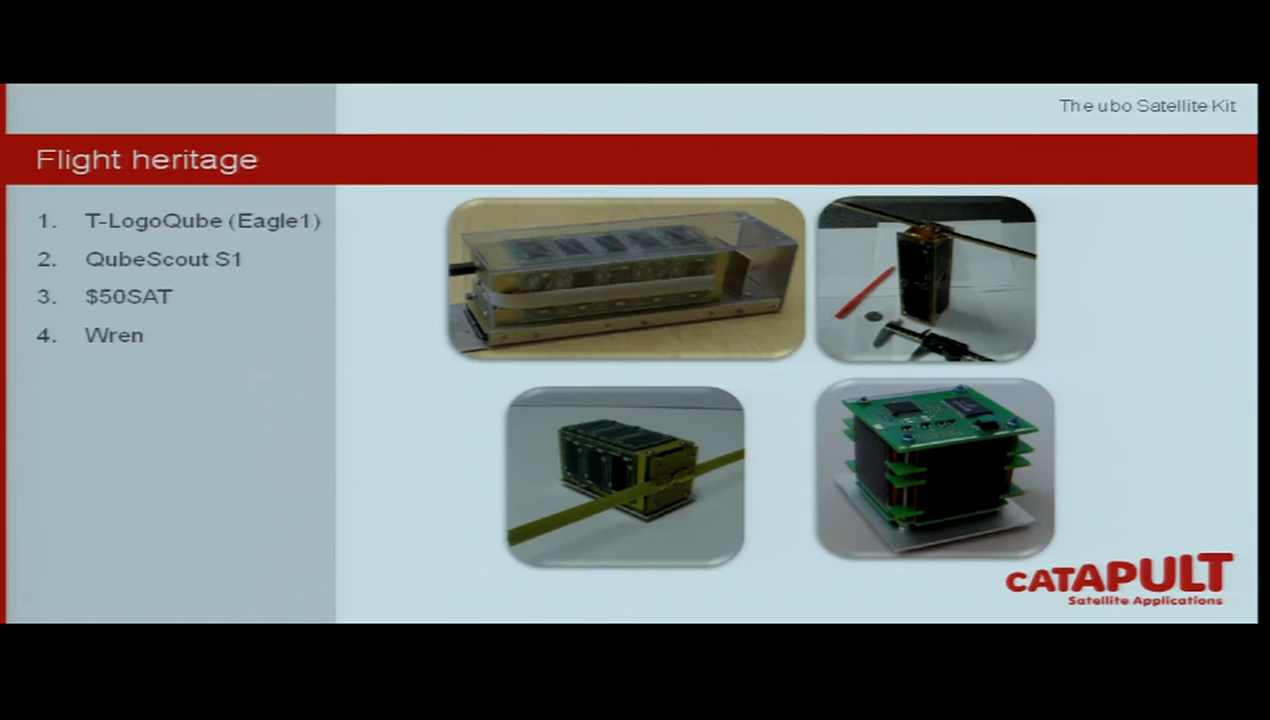 The ubo Satellite Kit
Flight heritage
1. T-LogoQube (Eagle1)
2. QubeScout S1
3. $50SAT
4. Wren
CATAPULT
Satellite Applications